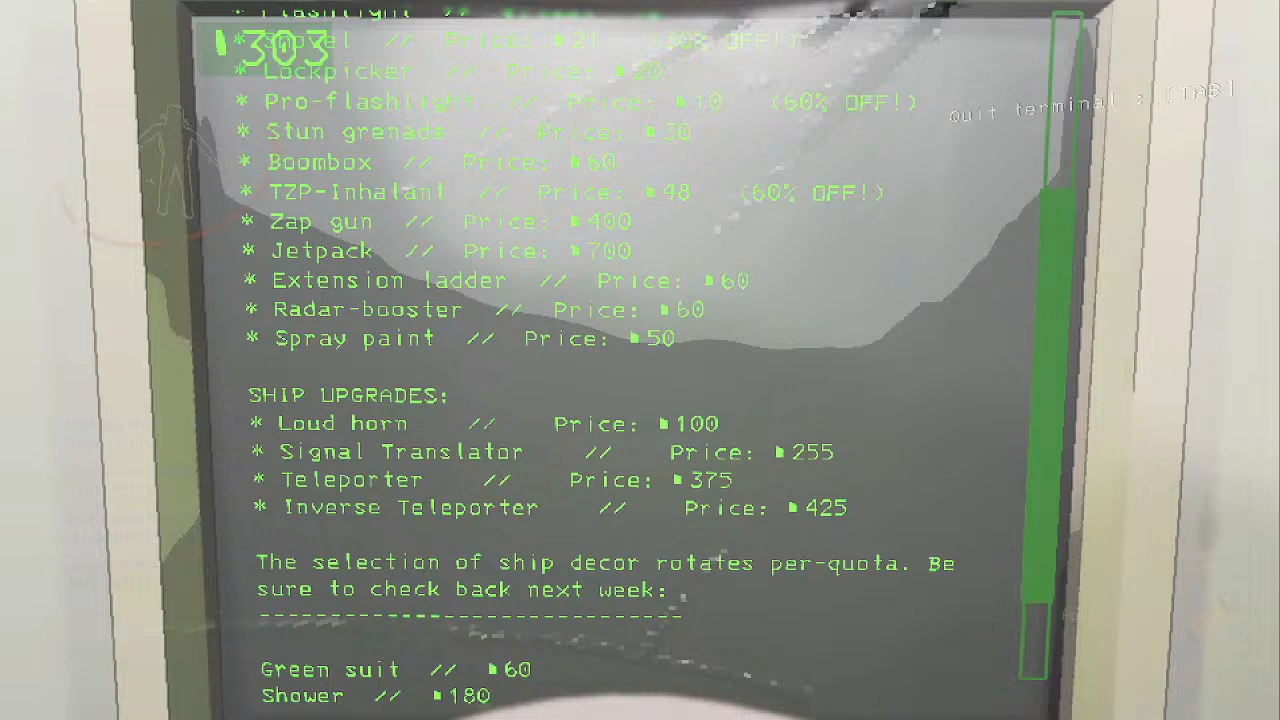 * Flashlight //
303
* Shovel // Price: ▮21 (30% OFF!)
* Lockpicker // Price: ▮20
* Pro-flashlight // Price: ▮10 (60% OFF!)
Quit terminal : [TAB]
* Stun grenade // Price: ▮30
* Boombox // Price: ▮60
* TZP-Inhalant // Price: ▮48 (60% OFF!)
* Zap gun // Price: ▮400
* Jetpack // Price: ▮700
* Extension ladder // Price: ▮60
* Radar-booster // Price: ▮60
* Spray paint // Price: ▮50
SHIP UPGRADES:
* Loud horn // Price: ▮100
* Signal Translator // Price: ▮255
* Teleporter // Price: ▮375
* Inverse Teleporter // Price: ▮425
The selection of ship decor rotates per-quota. Be
sure to check back next week:
------------------------------
Green suit // ▮60
Shower // ▮180